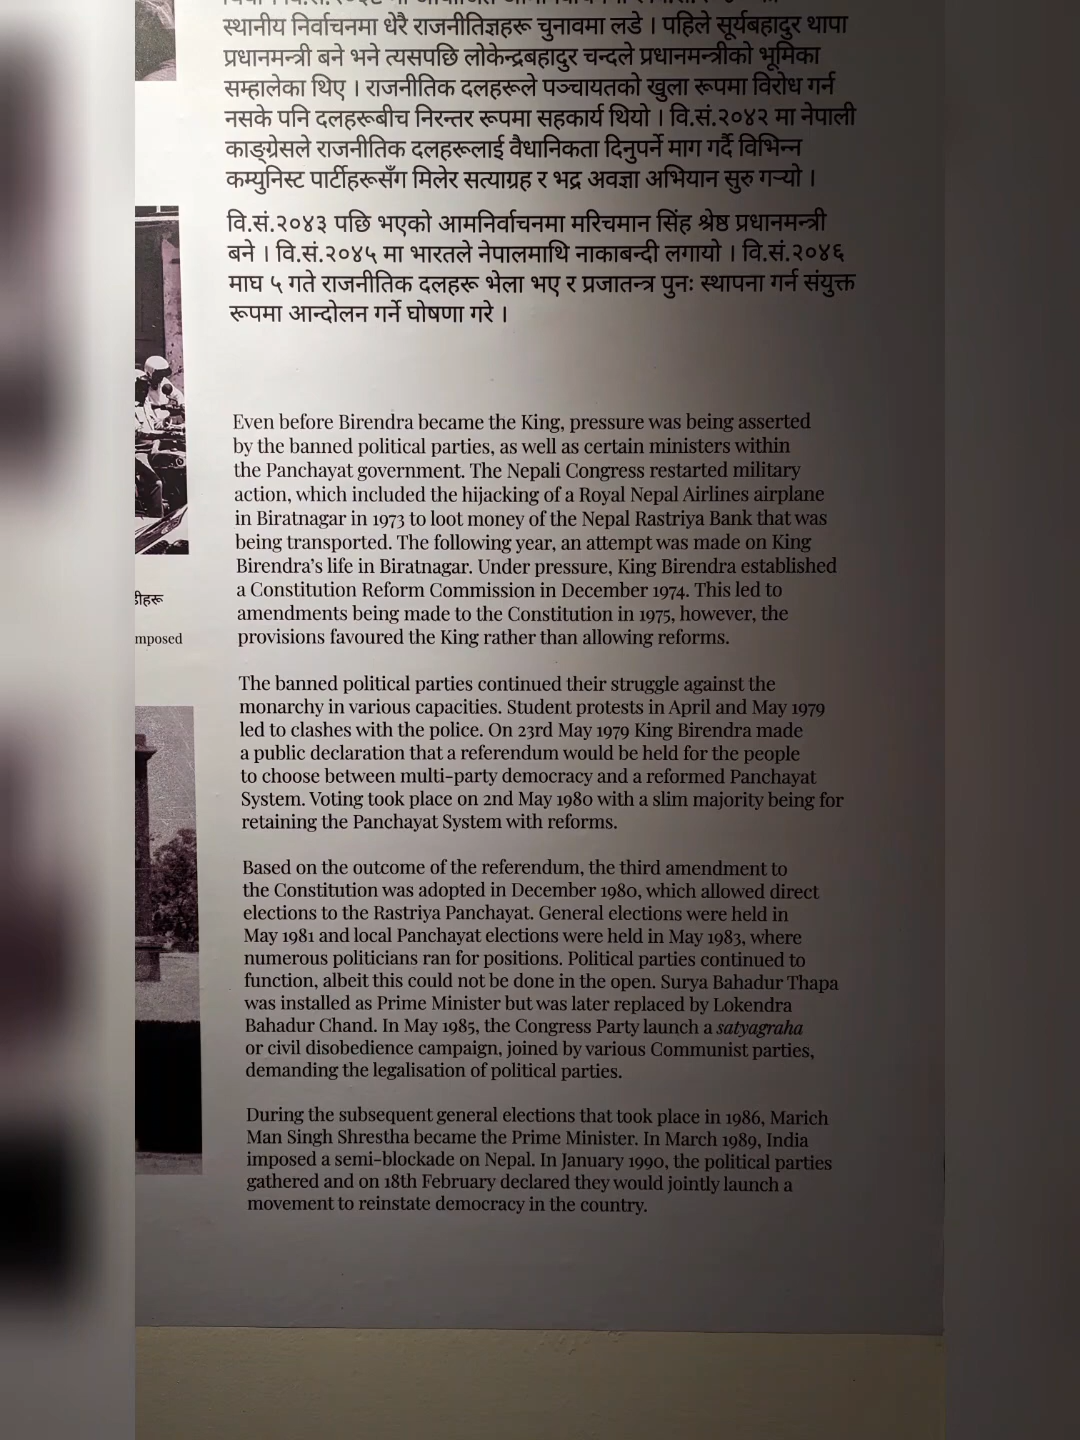 स्थानीय निर्वाचनमा धेरै राजनीतिज्ञहरू चुनावमा लडे । पहिले सूर्यबहादुर थापा
प्रधानमन्त्री बने भने त्यसपछि लोकेन्द्रबहादुर चन्दले प्रधानमन्त्रीको भूमिका
सम्हालेका थिए । राजनीतिक दलहरूले पञ्चायतको खुला रूपमा विरोध गर्न
नसके पनि दलहरूबीच निरन्तर रूपमा सहकार्य थियो । वि.सं.२०४२ मा नेपाली
काङ्ग्रेसले राजनीतिक दलहरूलाई वैधानिकता दिनुपर्ने माग गर्दै विभिन्न
कम्युनिस्ट पार्टीहरूसँग मिलेर सत्याग्रह र भद्र अवज्ञा अभियान सुरु गऱ्यो ।
वि.सं.२०४३ पछि भएको आमनिर्वाचनमा मरिचमान सिंह श्रेष्ठ प्रधानमन्त्री
बने । वि.सं.२०४५ मा भारतले नेपालमाथि नाकाबन्दी लगायो । वि.सं.२०४६
माघ ५ गते राजनीतिक दलहरू भेला भए र प्रजातन्त्र पुनः स्थापना गर्न संयुक्त
रूपमा आन्दोलन गर्ने घोषणा गरे ।
Even before Birendra became the King, pressure was being asserted
by the banned political parties, as well as certain ministers within
the Panchayat government. The Nepali Congress restarted military
action, which included the hijacking of a Royal Nepal Airlines airplane
in Biratnagar in 1973 to loot money of the Nepal Rastriya Bank that was
being transported. The following year, an attempt was made on King
Birendra's life in Biratnagar. Under pressure, King Birendra established
a Constitution Reform Commission in December 1974. This led to
amendments being made to the Constitution in 1975, however, the
provisions favoured the King rather than allowing reforms.
The banned political parties continued their struggle against the
monarchy in various capacities. Student protests in April and May 1979
led to clashes with the police. On 23rd May 1979 King Birendra made
a public declaration that a referendum would be held for the people
to choose between multi-party democracy and a reformed Panchayat
System. Voting took place on 2nd May 1980 with a slim majority being for
retaining the Panchayat System with reforms.
Based on the outcome of the referendum, the third amendment to
the Constitution was adopted in December 1980, which allowed direct
elections to the Rastriya Panchayat. General elections were held in
May 1981 and local Panchayat elections were held in May 1983, where
numerous politicians ran for positions. Political parties continued to
function, albeit this could not be done in the open. Surya Bahadur Thapa
was installed as Prime Minister but was later replaced by Lokendra
Bahadur Chand. In May 1985, the Congress Party launch a satyagraha
or civil disobedience campaign, joined by various Communist parties,
demanding the legalisation of political parties.
During the subsequent general elections that took place in 1986, Marich
Man Singh Shrestha became the Prime Minister. In March 1989, India
imposed a semi-blockade on Nepal. In January 1990, the political parties
gathered and on 18th February declared they would jointly launch a
movement to reinstate democracy in the country.